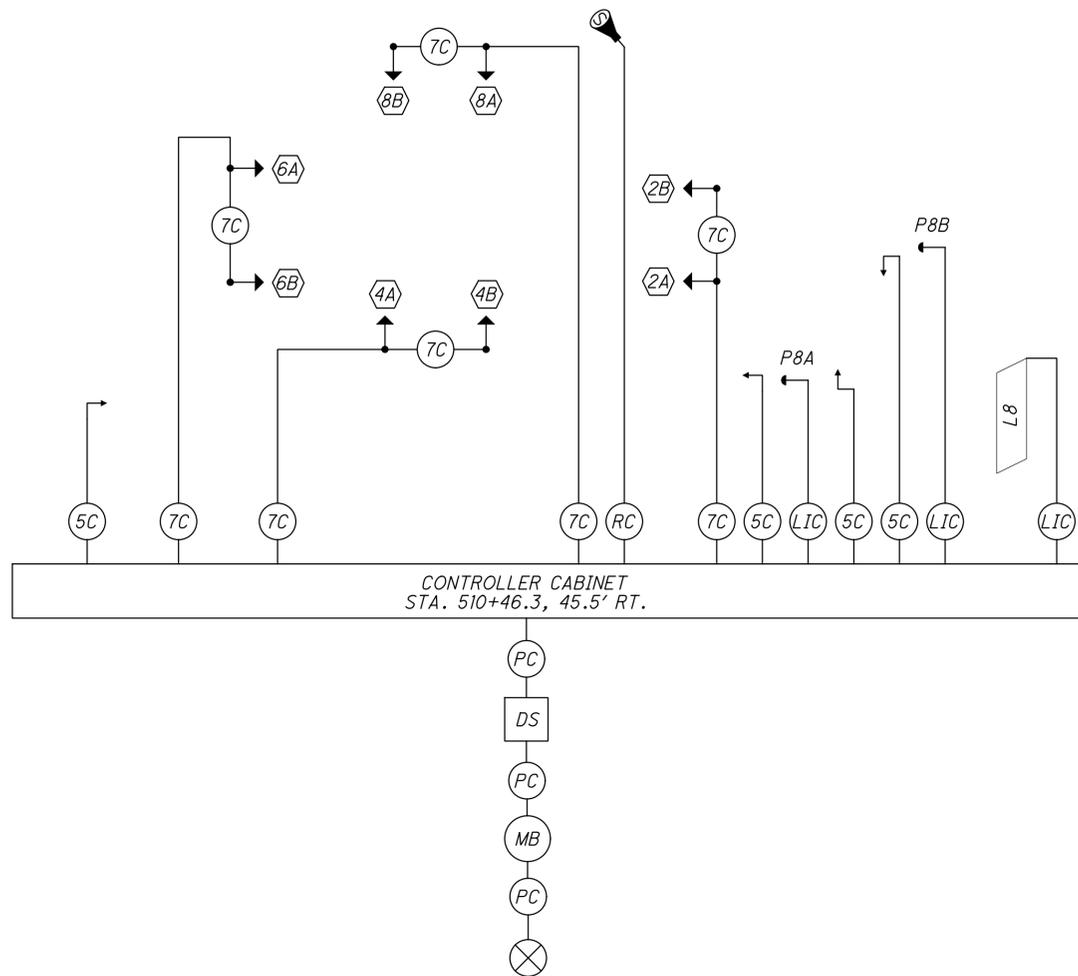 S
7C
8B
8A
6A
7C
6B
2B
7C
2A
P8B
4A
4B
7C
P8A
L8
5C
7C
7C
7C
RC
7C
5C
LIC
5C
5C
LIC
LIC
CONTROLLER CABINET
STA. 510+46.3, 45.5' RT.
PC
DS
PC
MB
PC